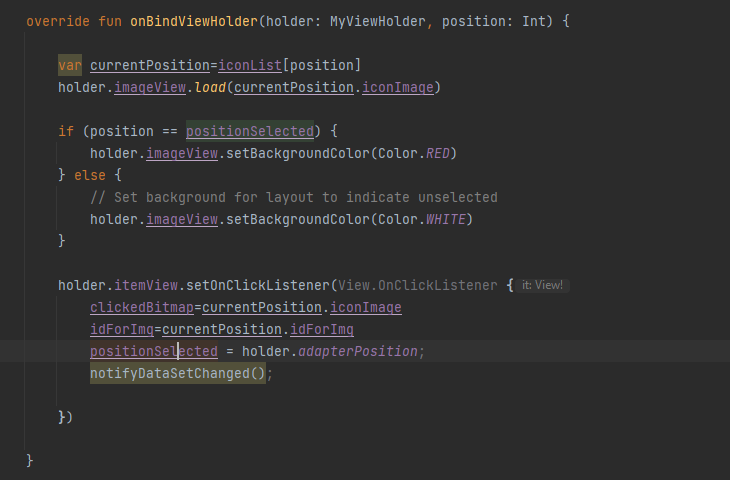 override fun onBindViewHolder(holder: MyViewHolder, position: Int) {
var currentPosition=iconList[position]
holder.imageView.load(currentPosition.iconImage)
if (position == positionSelected) {
holder.imageView.setBackgroundColor(Color.RED)
} else {
// Set background for layout to indicate unselected
holder.imageView.setBackgroundColor(Color.WHITE)
}
holder.itemView.setOnClickListener(View.OnClickListener { it: View!
clickedBitmap=currentPosition.iconImage
idForImg=currentPosition.idForImg
positionSelected = holder.adapterPosition;
notifyDataSetChanged();
})
}